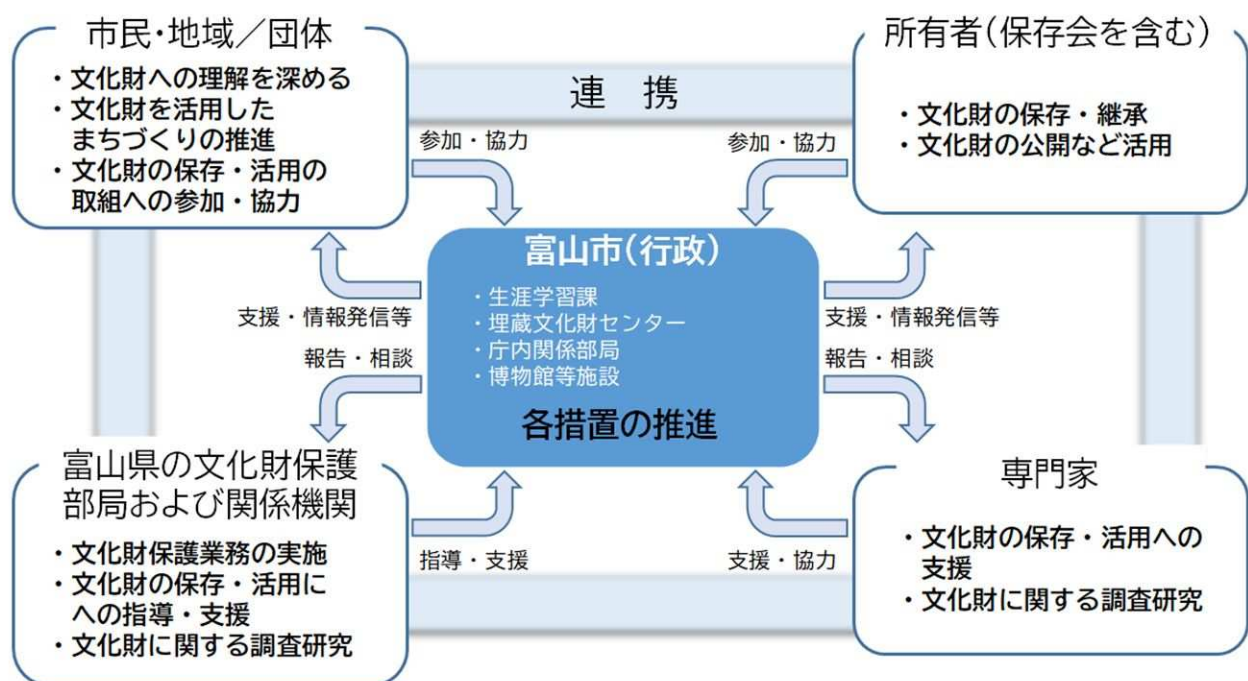 市民・地域／団体
・文化財への理解を深める
・文化財を活用した
まちづくりの推進
・文化財の保存・活用の
取組への参加・協力
連　携
所有者(保存会を含む)
・文化財の保存・継承
・文化財の公開など活用
参加・協力
参加・協力
富山市(行政)
・生涯学習課
・埋蔵文化財センター
・庁内関係部局
・博物館等施設
各措置の推進
支援・情報発信等
支援・情報発信等
報告・相談
報告・相談
富山県の文化財保護
部局および関係機関
・文化財保護業務の実施
・文化財の保存・活用に
への指導・支援
・文化財に関する調査研究
指導・支援
支援・協力
専門家
・文化財の保存・活用への
支援
・文化財に関する調査研究